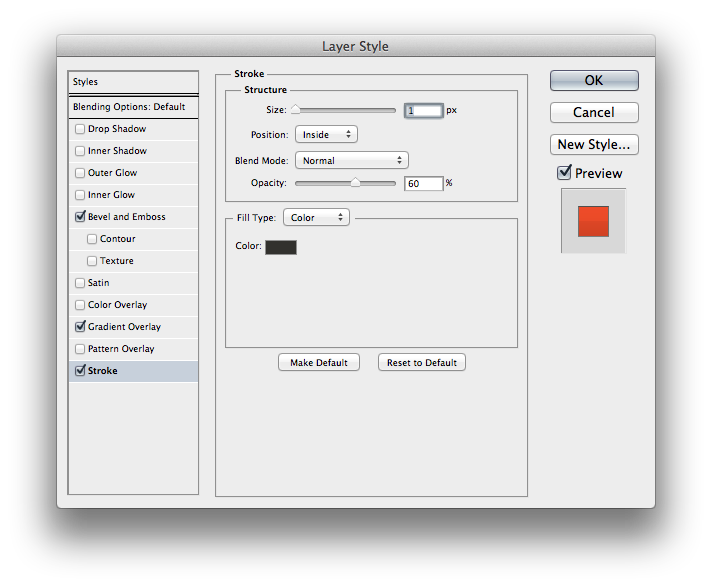 Layer Style
Styles
Blending Options: Default
Drop Shadow
Inner Shadow
Outer Glow
Inner Glow
Bevel and Emboss
Contour
Texture
Satin
Color Overlay
Gradient Overlay
Pattern Overlay
Stroke
Stroke
Structure
Size: 1 px
Position: Inside
Blend Mode: Normal
Opacity: 60 %
Fill Type: Color
Color:
Make Default Reset to Default
OK
Cancel
New Style...
Preview